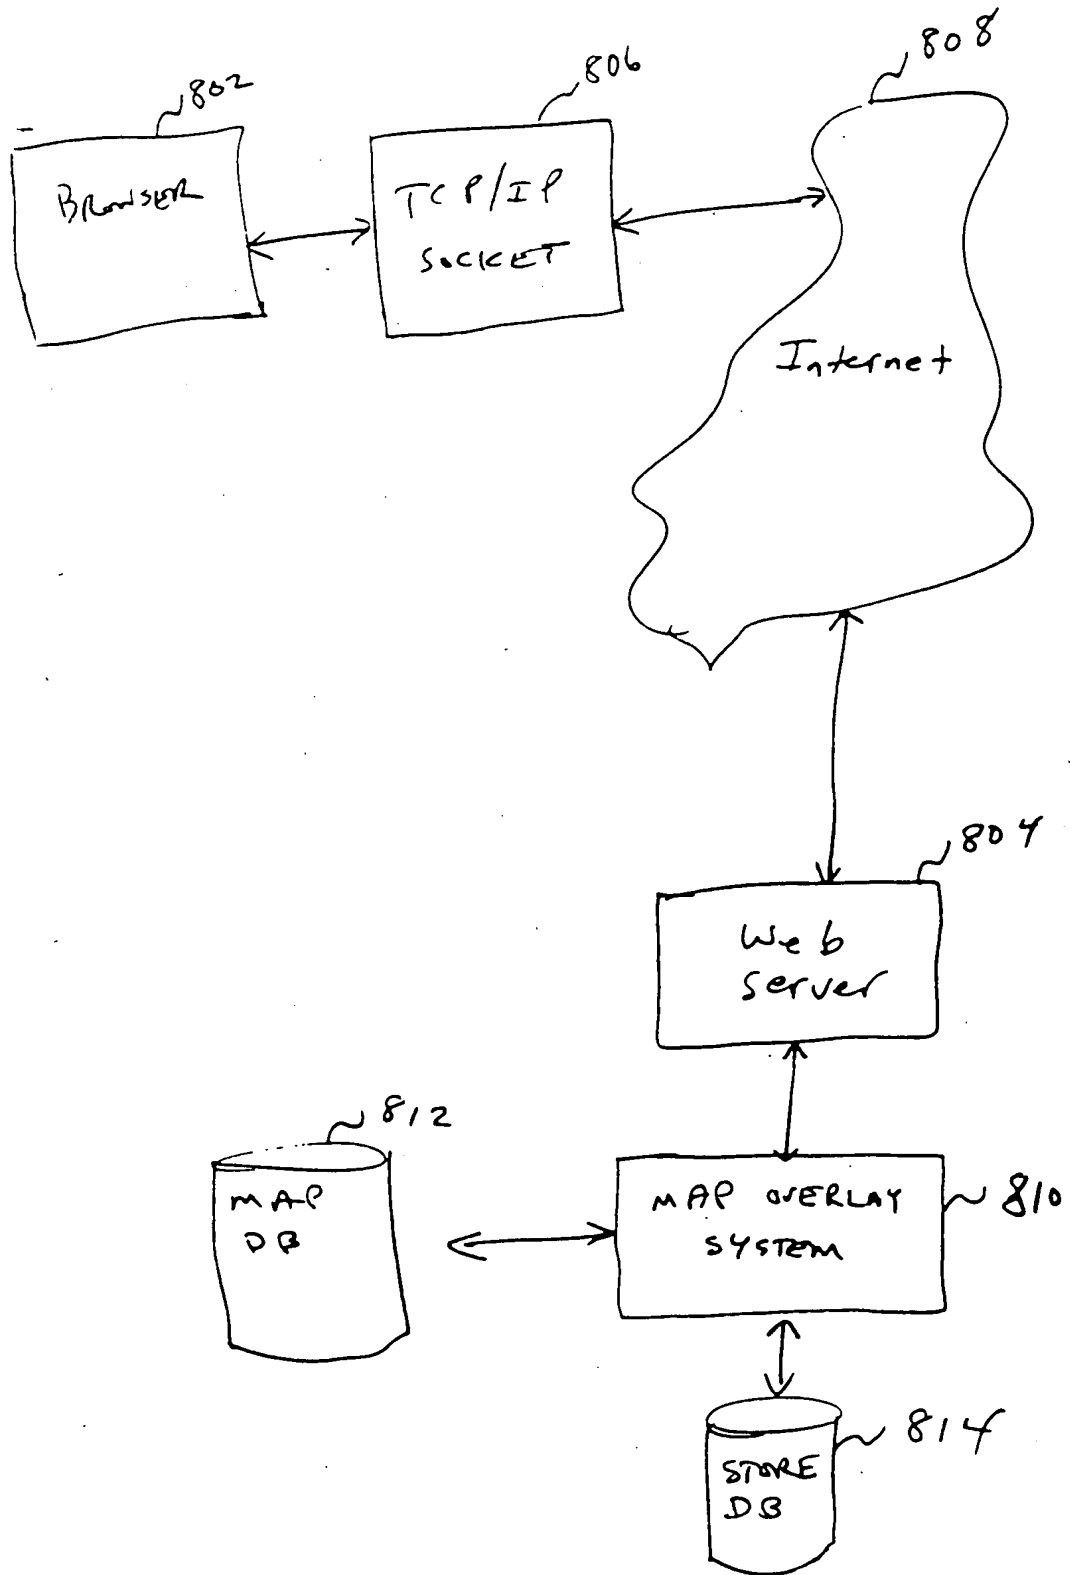 802
BROWSER
806
TCP/IP
SOCKET
808
Internet
804
Web
Server
812
MAP
DB
MAP OVERLAY
SYSTEM
810
STORE
DB
814